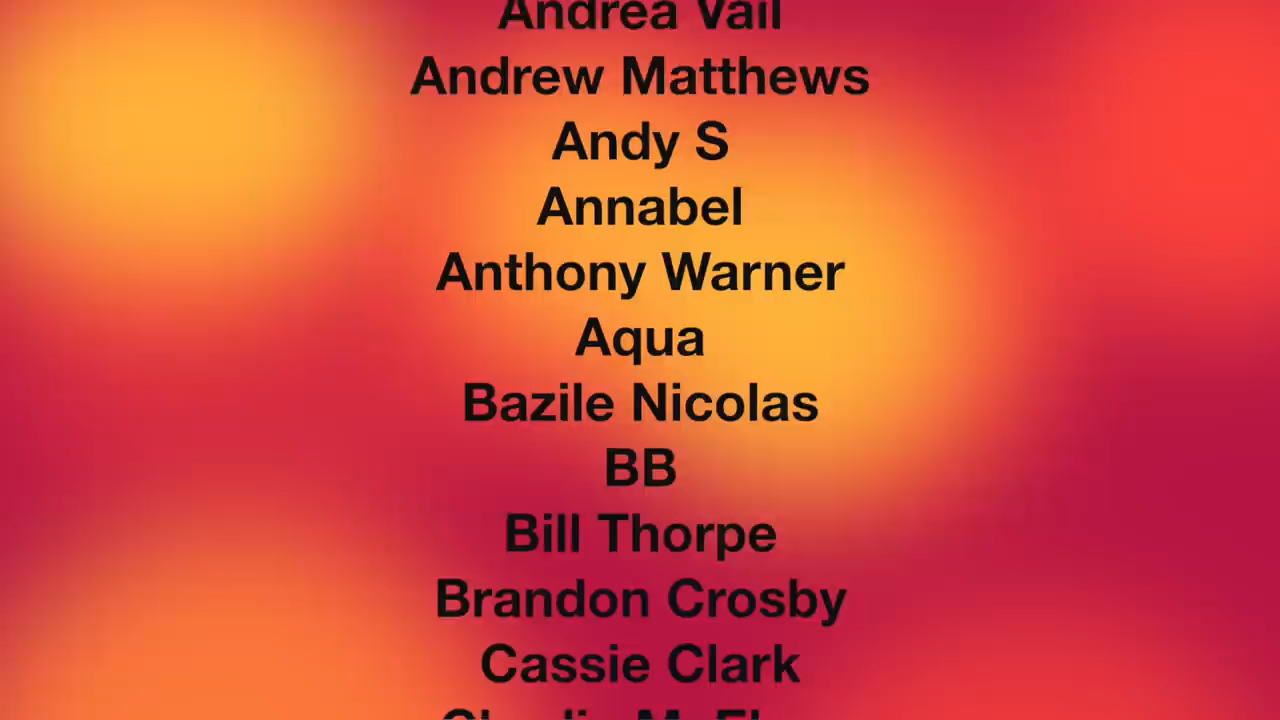 Andrea Vail
Andrew Matthews
Andy S
Annabel
Anthony Warner
Aqua
Bazile Nicolas
BB
Bill Thorpe
Brandon Crosby
Cassie Clark